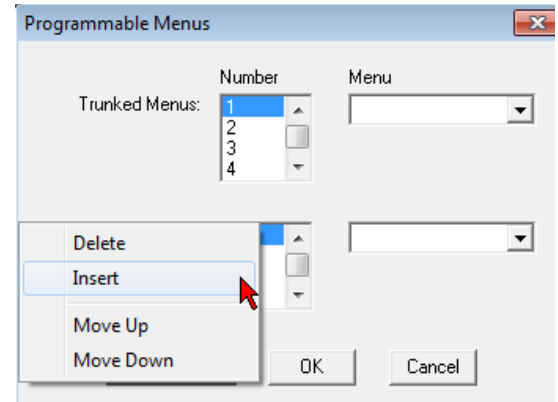 Programmable Menus
Number Menu
Trunked Menus:
1
2
3
4
Delete
Insert
Move Up
Move Down
OK Cancel